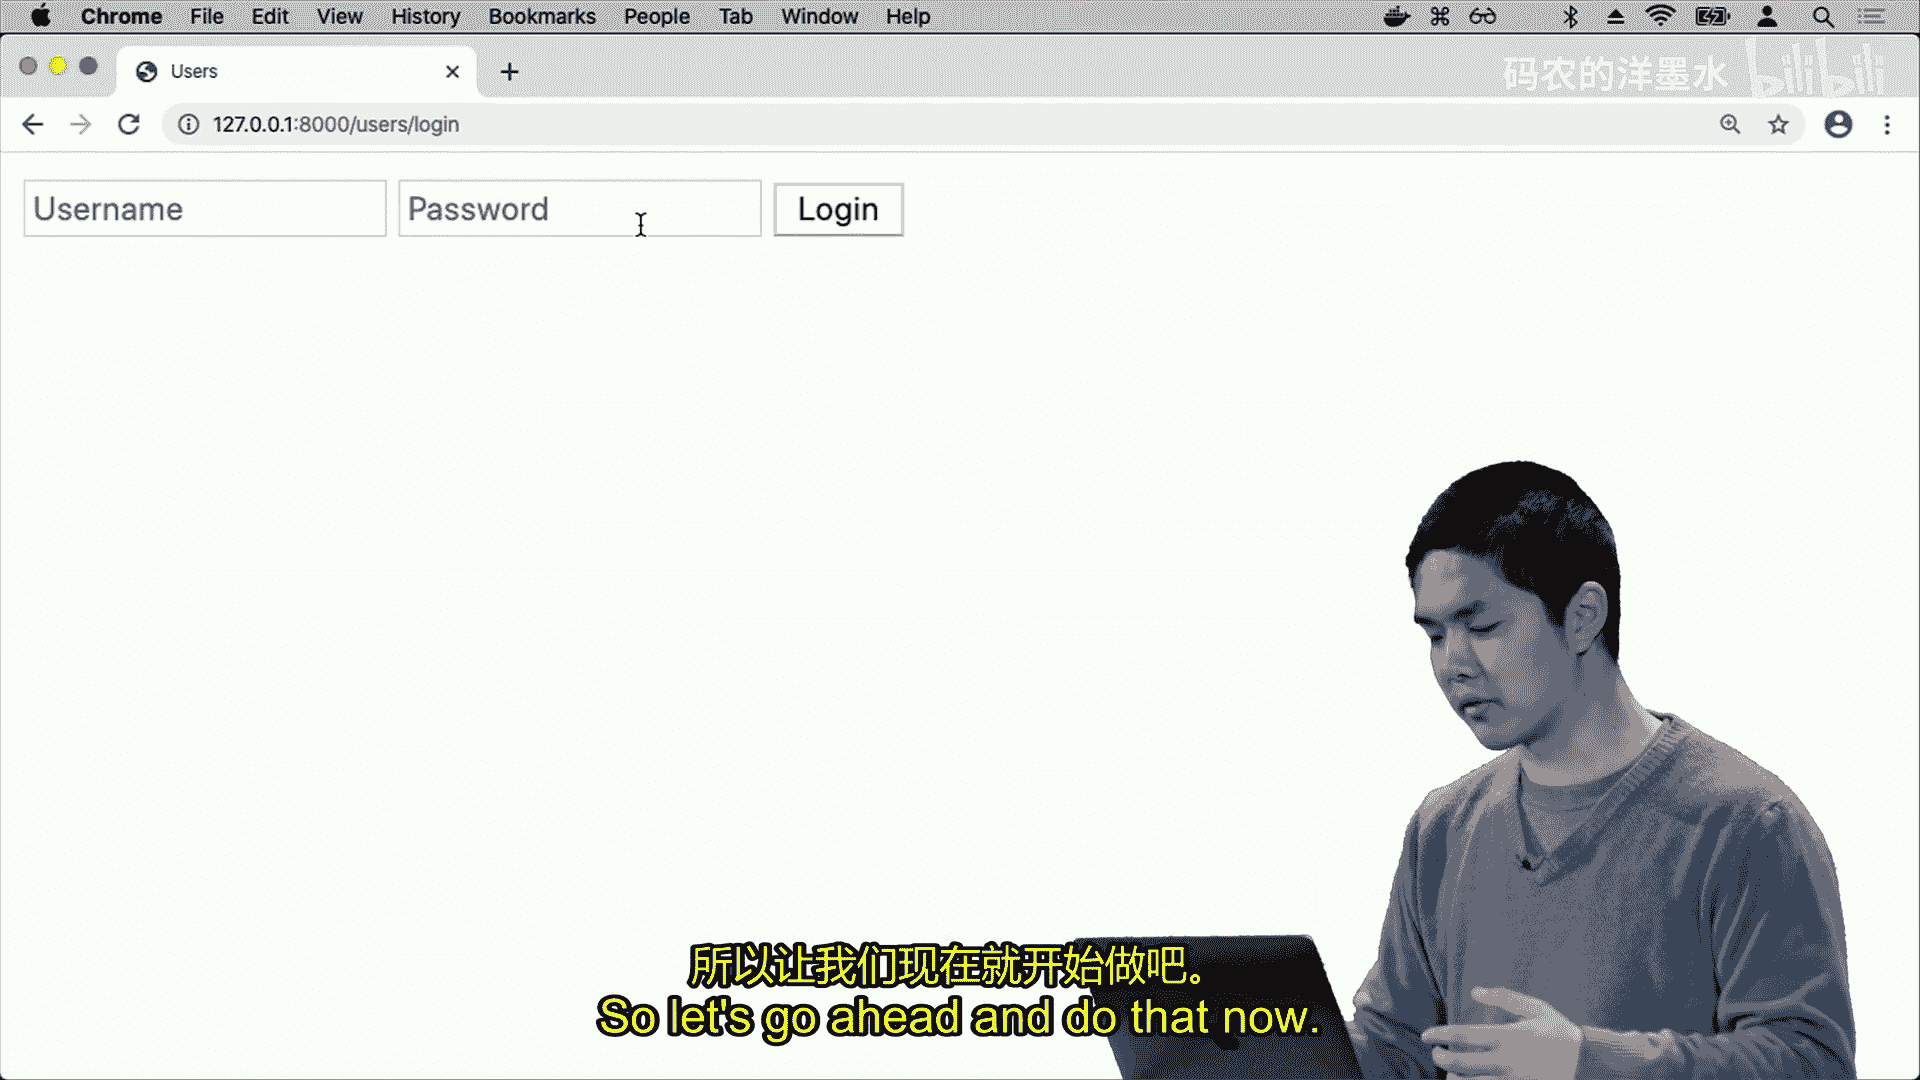 Chrome File Edit View History Bookmarks People Tab Window Help
Users
码农的洋墨水 bilibili
127.0.0.1:8000/users/login
Username Password Login
所以让我们现在就开始做吧。
So let's go ahead and do that now.